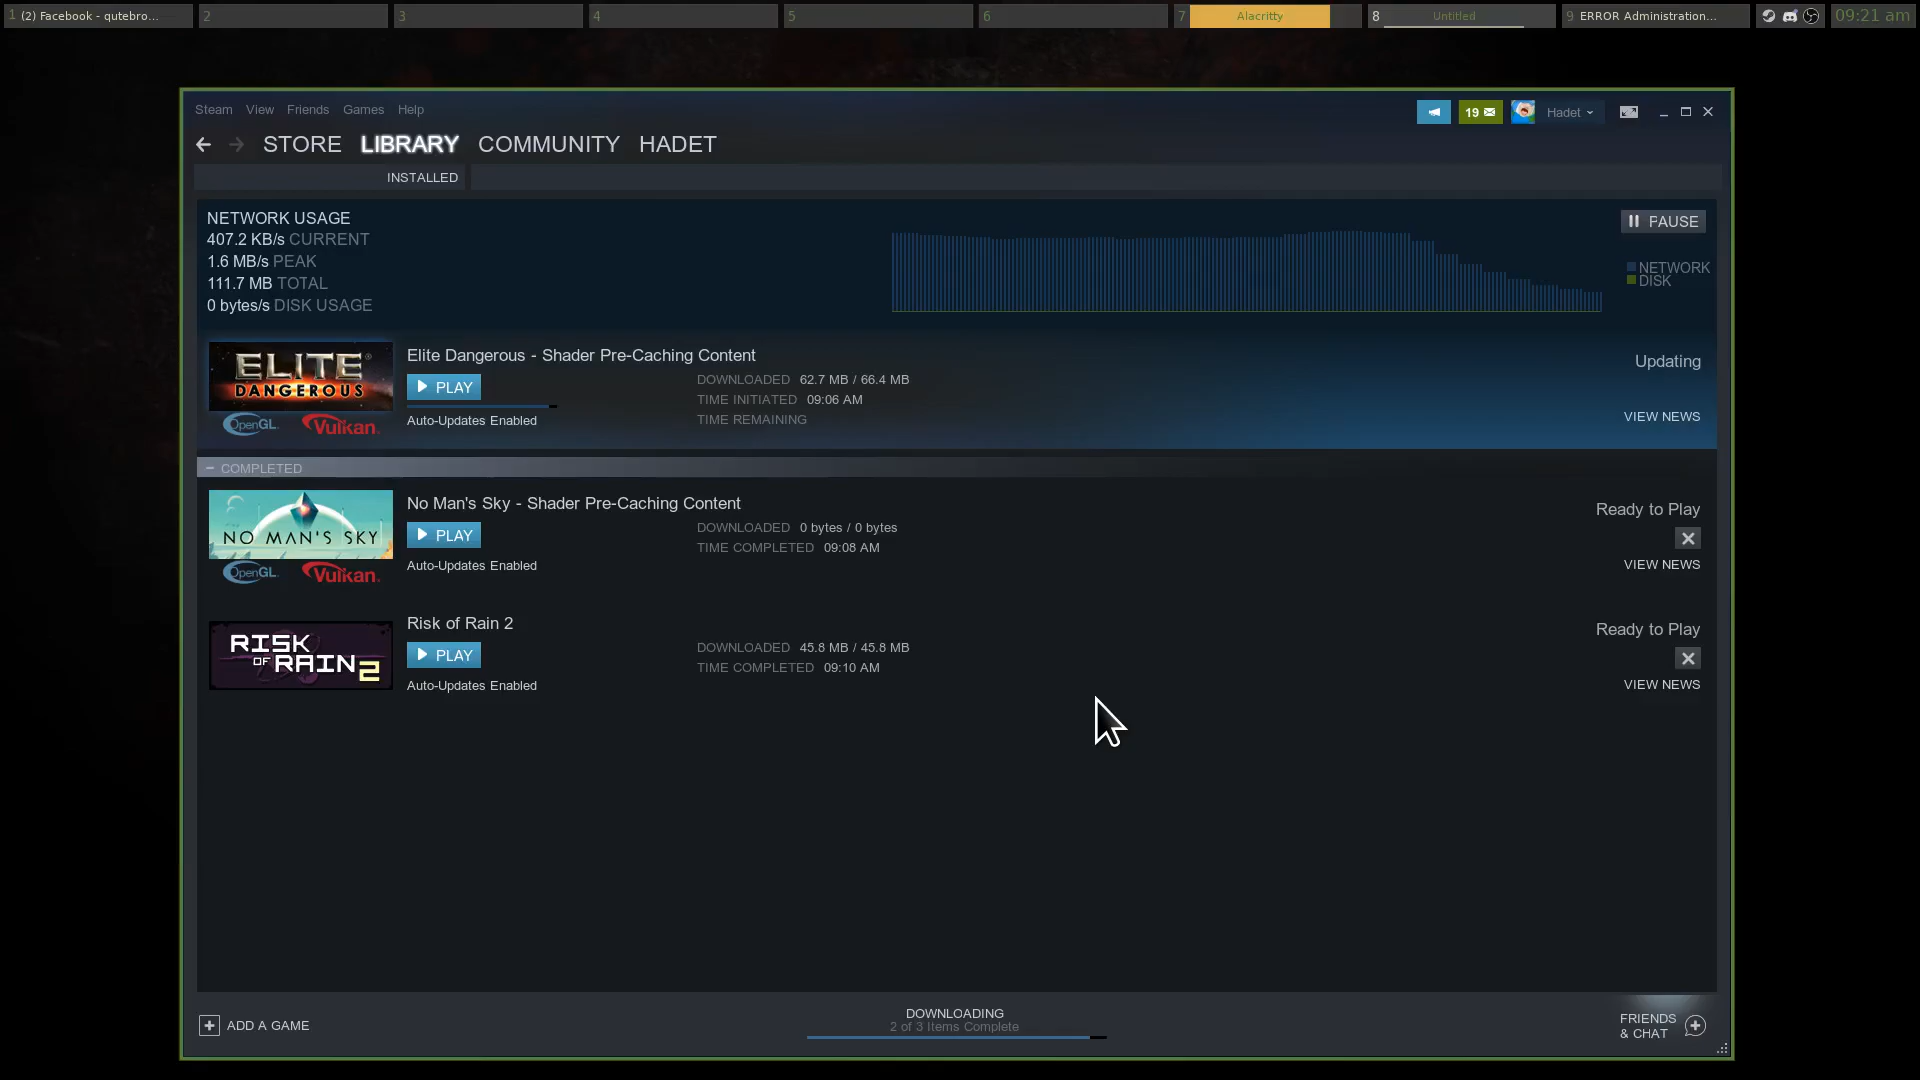 1 (2) Facebook - qutebro...
2
3
4
5
6
7 Alacritty
8 Untitled
9 ERROR Administration...
09:21 am
Steam View Friends Games Help
19
Hadet
STORE LIBRARY COMMUNITY HADET
INSTALLED
NETWORK USAGE
407.2 KB/s CURRENT
1.6 MB/s PEAK
111.7 MB TOTAL
0 bytes/s DISK USAGE
PAUSE
NETWORK
DISK
ELITE
DANGEROUS
OpenGL Vulkan
Elite Dangerous - Shader Pre-Caching Content
PLAY
Auto-Updates Enabled
DOWNLOADED 62.7 MB / 66.4 MB
TIME INITIATED 09:06 AM
TIME REMAINING
Updating
VIEW NEWS
COMPLETED
NO MAN'S SKY
OpenGL Vulkan
No Man's Sky - Shader Pre-Caching Content
PLAY
Auto-Updates Enabled
DOWNLOADED 0 bytes / 0 bytes
TIME COMPLETED 09:08 AM
Ready to Play
VIEW NEWS
RISK
OF RAIN 2
Risk of Rain 2
PLAY
Auto-Updates Enabled
DOWNLOADED 45.8 MB / 45.8 MB
TIME COMPLETED 09:10 AM
Ready to Play
VIEW NEWS
ADD A GAME
DOWNLOADING
2 of 3 Items Complete
FRIENDS
& CHAT